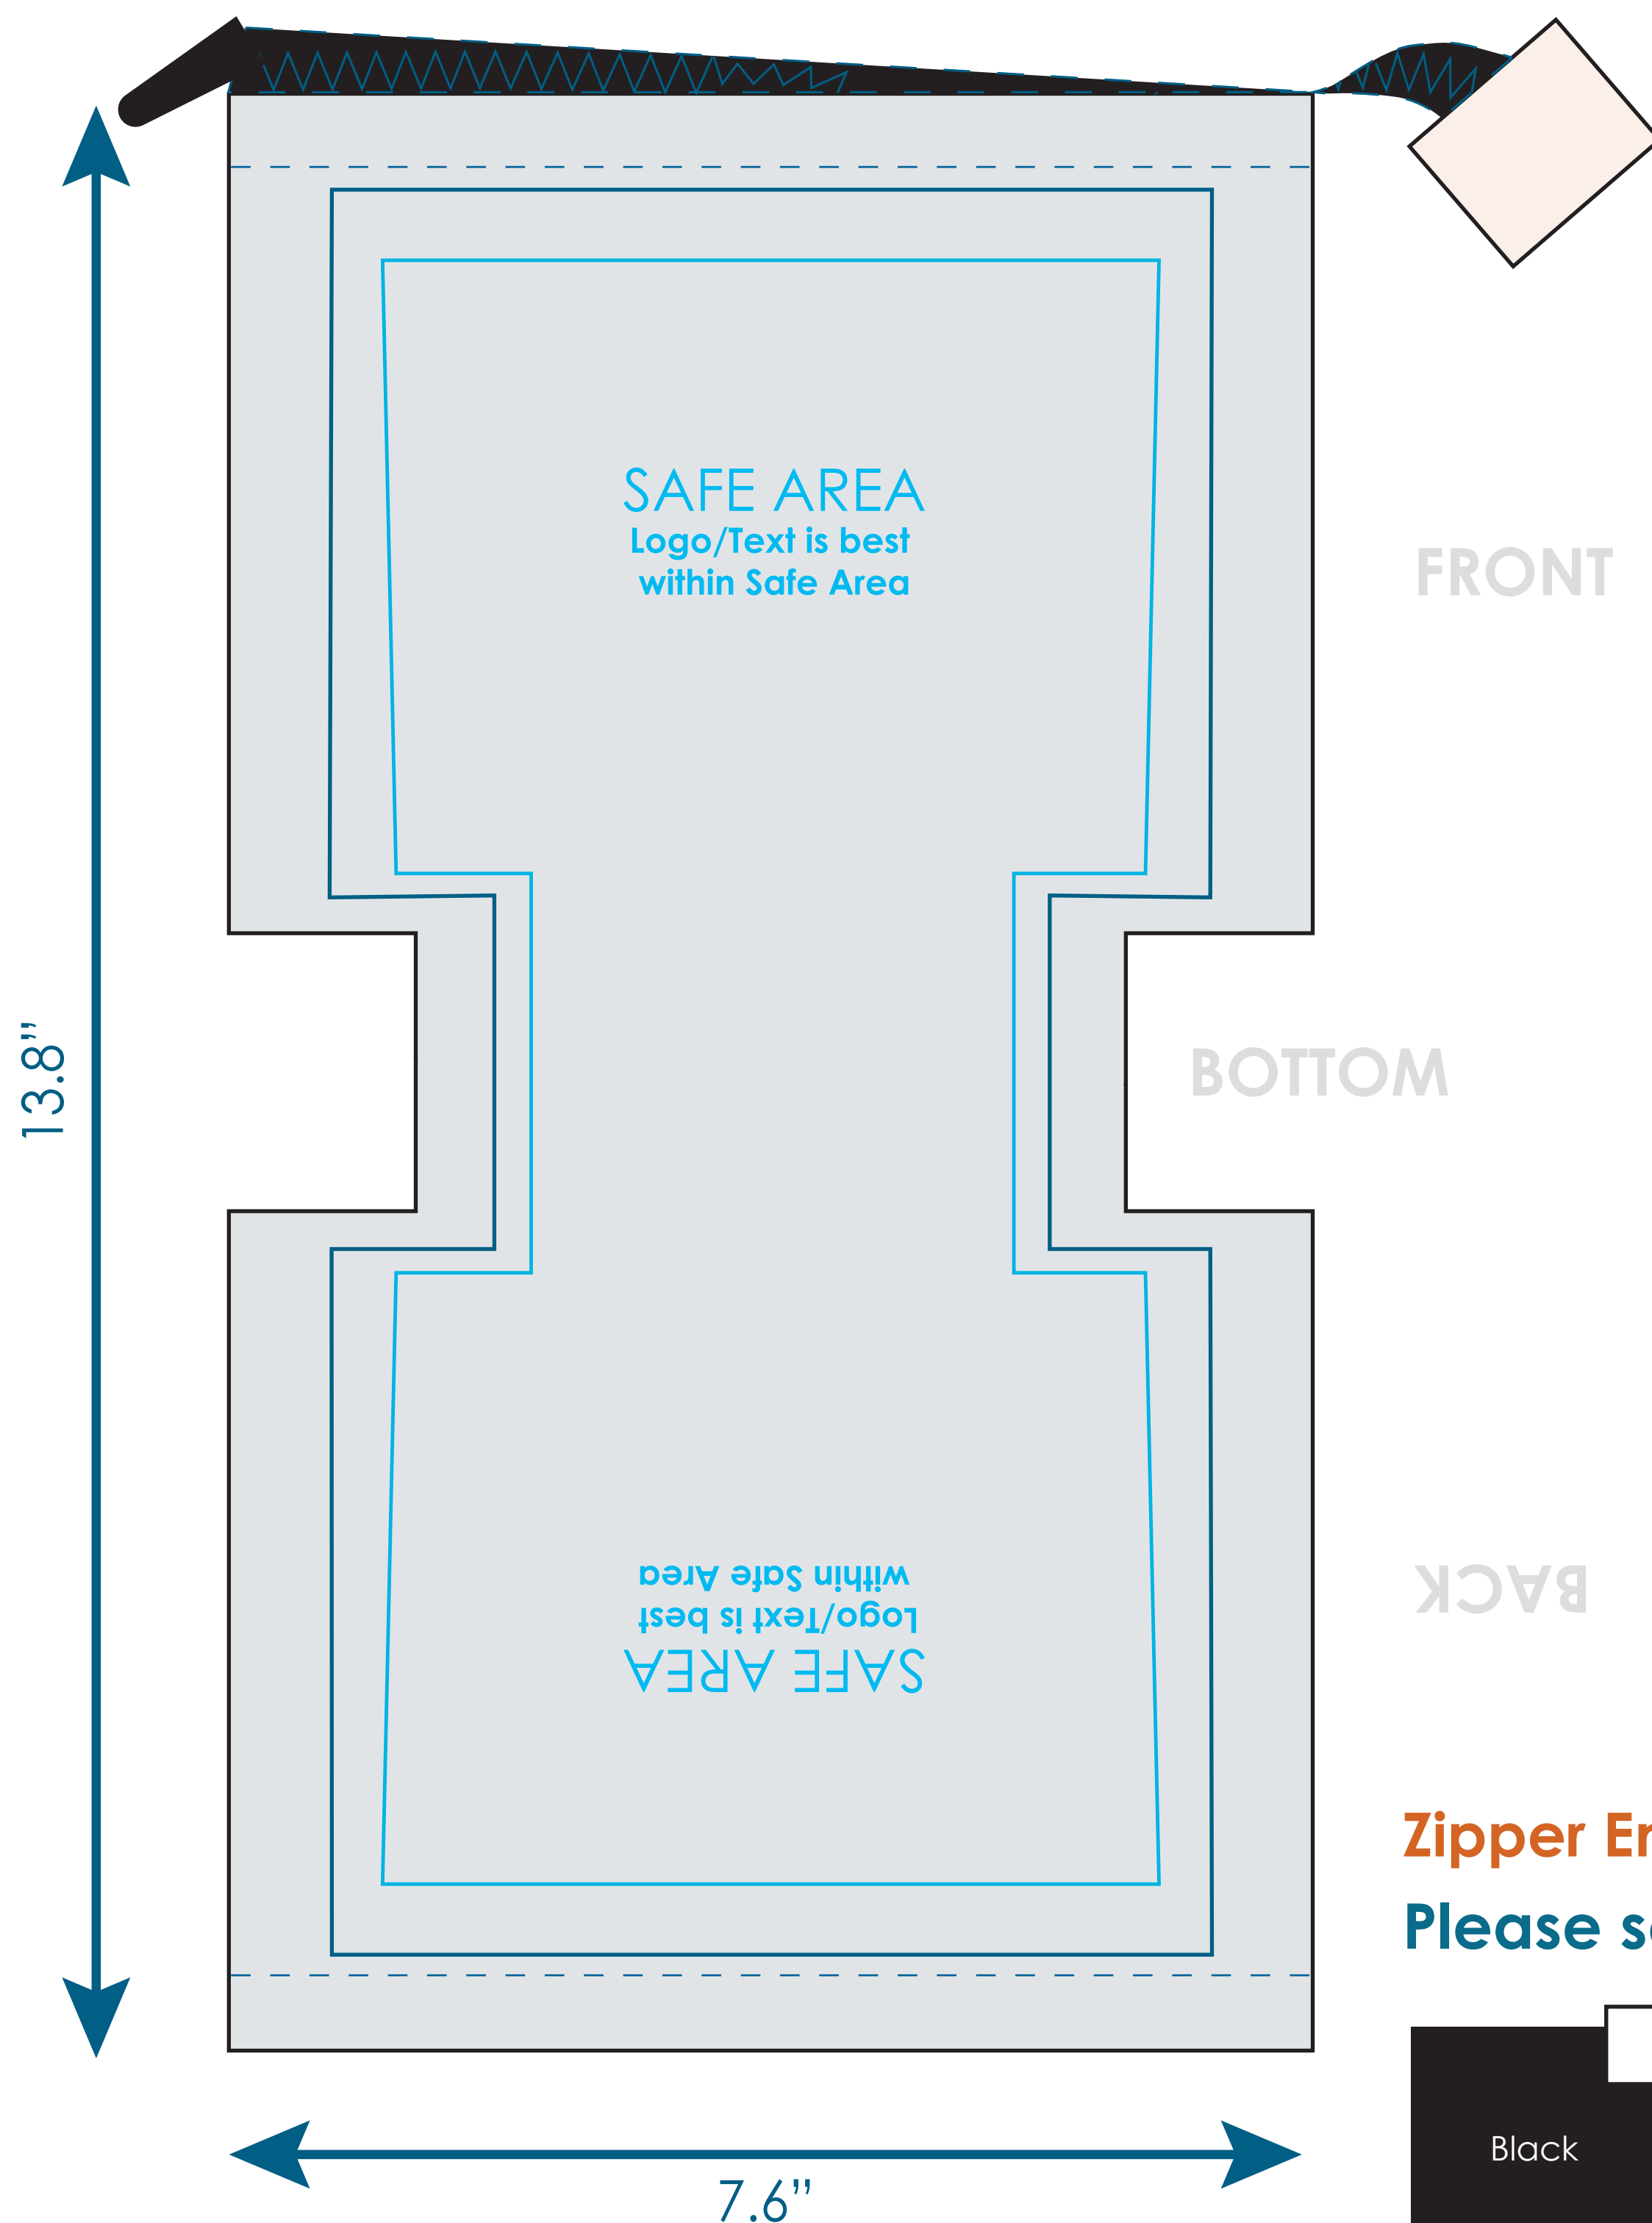 SAFE AREA
Logo/Text is best
within Safe Area
FRONT
13.8”
BOTTOM
BACK
SAFE AREA
Logo/Text is best
within Safe Area
Zipper
Please
Black
7.6”